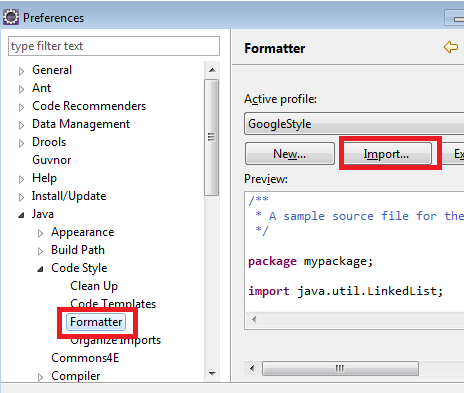 Preferences
type filter text
General
Ant
Code Recommenders
Data Management
Drools
Guvnor
Help
Install/Update
Java
Appearance
Build Path
Code Style
Clean Up
Code Templates
Formatter
Organize Imports
Commons4E
Compiler
Formatter
Active profile:
GoogleStyle
New...
Import...
Ex
Preview:
/**
* A sample source file for the
*/
package mypackage;
import java.util.LinkedList;